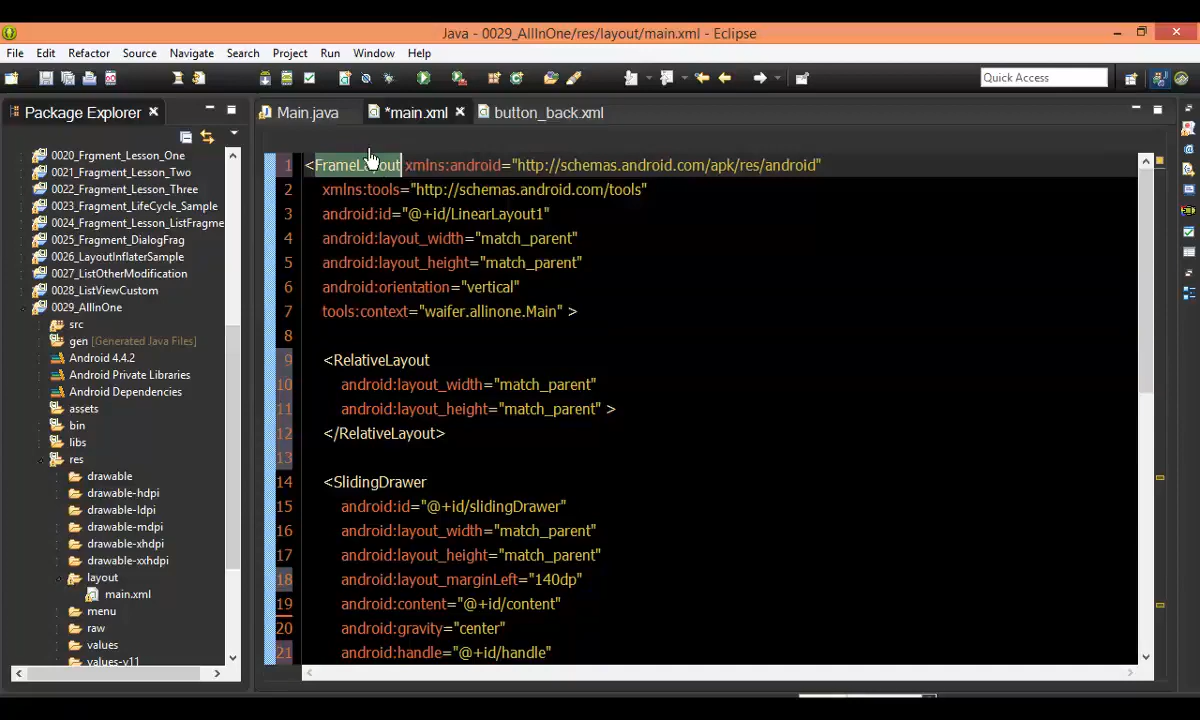 Java - 0029_AllInOne/res/layout/main.xml - Eclipse
File Edit Refactor Source Navigate Search Project Run Window Help
Quick Access
Package Explorer
Main.java
*main.xml
button_back.xml
0020_Frgment_Lesson_One
0021_Fragment_Lesson_Two
0022_Fragment_Lesson_Three
0023_Fragment_LifeCycle_Sample
0024_Fragment_Lesson_ListFragme
0025_Fragment_DialogFrag
0026_LayoutInflaterSample
0027_ListOtherModification
0028_ListViewCustom
0029_AllInOne
src
gen [Generated Java Files]
Android 4.4.2
Android Private Libraries
Android Dependencies
assets
bin
libs
res
drawable
drawable-hdpi
drawable-ldpi
drawable-mdpi
drawable-xhdpi
drawable-xxhdpi
layout
main.xml
menu
raw
values
values-v11
1 <FrameLayout xmlns:android="http://schemas.android.com/apk/res/android"
2 xmlns:tools="http://schemas.android.com/tools"
3 android:id="@+id/LinearLayout1"
4 android:layout_width="match_parent"
5 android:layout_height="match_parent"
6 android:orientation="vertical"
7 tools:context="waifer.allinone.Main" >
8
9 <RelativeLayout
10 android:layout_width="match_parent"
11 android:layout_height="match_parent" >
12 </RelativeLayout>
13
14 <SlidingDrawer
15 android:id="@+id/slidingDrawer"
16 android:layout_width="match_parent"
17 android:layout_height="match_parent"
18 android:layout_marginLeft="140dp"
19 android:content="@+id/content"
20 android:gravity="center"
21 android:handle="@+id/handle"